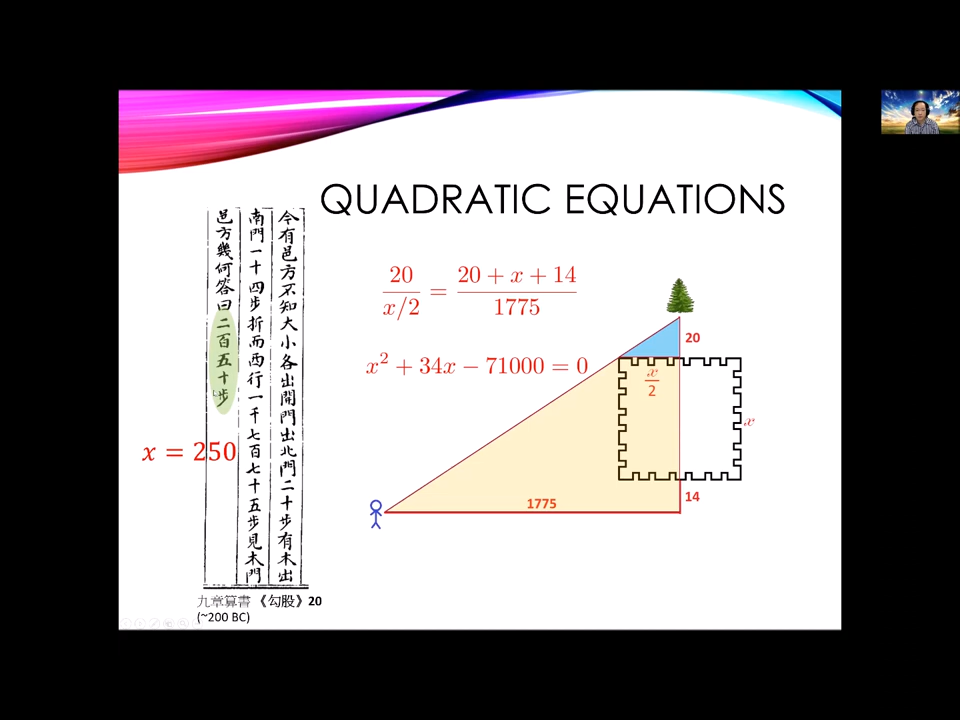 QUADRATIC EQUATIONS
今有邑方不知大小各出開門出北門二十步有木出
南門一十四步折而西行一千七百七十五步見木問
邑方幾何答曰二百五十步
20/(x/2) = (20 + x + 14)/1775
x² + 34x − 71000 = 0
x = 250
20
x/2
x
14
1775
九章算書《勾股》20
(~200 BC)